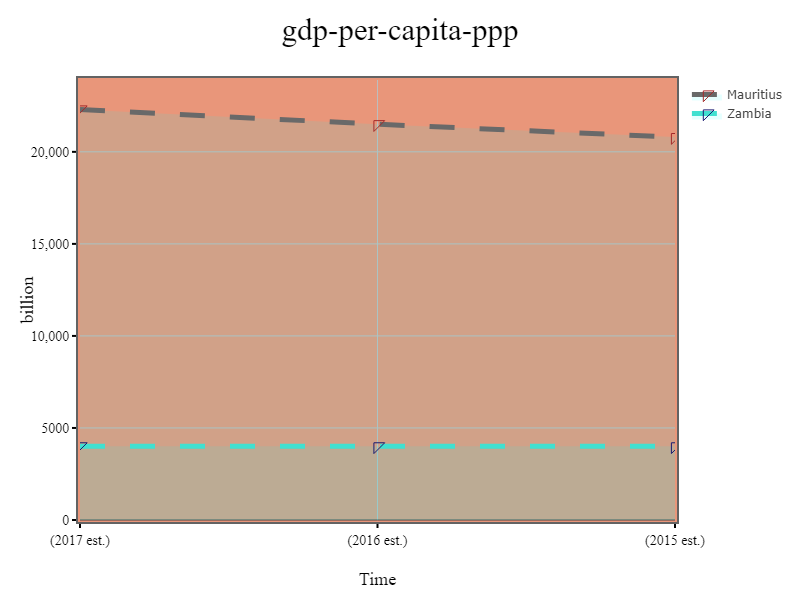 gdp-per-capita-ppp
Mauritius
Zambia
20,000
15,000
10,000
5000
0
billion
(2017 est.)
(2016 est.)
(2015 est.)
Time